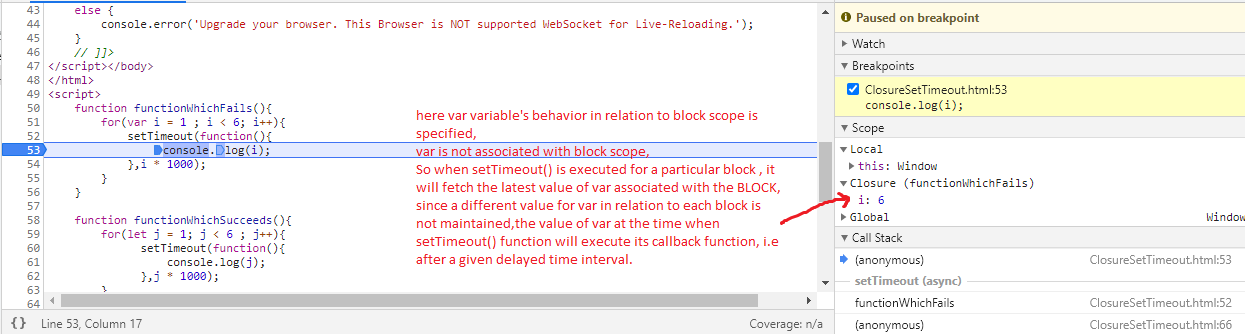 43 else {
44 console.error('Upgrade your browser. This Browser is NOT supported WebSocket for Live-Reloading.');
45 }
46 // ]]>
47 </script></body>
48 </html>
49 <script>
50 function functionWhichFails(){
51 for(var i = 1 ; i < 6; i++){
52 setTimeout(function(){
53 console.log(i);
54 },i * 1000);
55 }
56 }
57
58 function functionWhichSucceeds(){
59 for(let j = 1; j < 6 ; j++){
60 setTimeout(function(){
61 console.log(j);
62 },j * 1000);
63 }
64
here var variable's behavior in relation to block scope is
specified,
var is not associated with block scope,
So when setTimeout() is executed for a particular block , it
will fetch the latest value of var associated with the BLOCK,
since a different value for var in relation to each block is
not maintained,the value of var at the time when
setTimeout() function will execute its callback function, i.e
after a given delayed time interval.
{} Line 53, Column 17
Coverage: n/a
Paused on breakpoint
Watch
Breakpoints
ClosureSetTimeout.html:53
console.log(i);
Scope
Local
this: Window
Closure (functionWhichFails)
i: 6
Global Window
Call Stack
(anonymous) ClosureSetTimeout.html:53
setTimeout (async)
functionWhichFails ClosureSetTimeout.html:52
(anonymous) ClosureSetTimeout.html:66